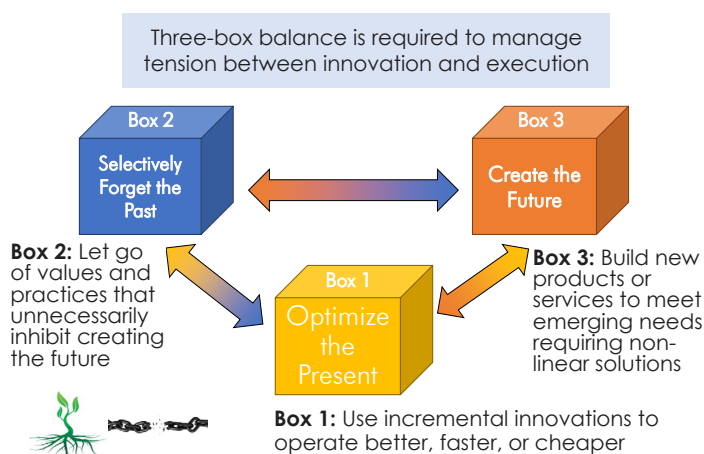 Three-box balance is required to manage
tension between innovation and execution
Box 2
Selectively
Forget the
Past
Box 3
Create the
Future
Box 2: Let go
of values and
practices that
unnecessarily
inhibit creating
the future
Box 1
Optimize
the
Present
Box 3: Build new
products or
services to meet
emerging needs
requiring non-
linear solutions
Box 1: Use incremental innovations to
operate better, faster, or cheaper